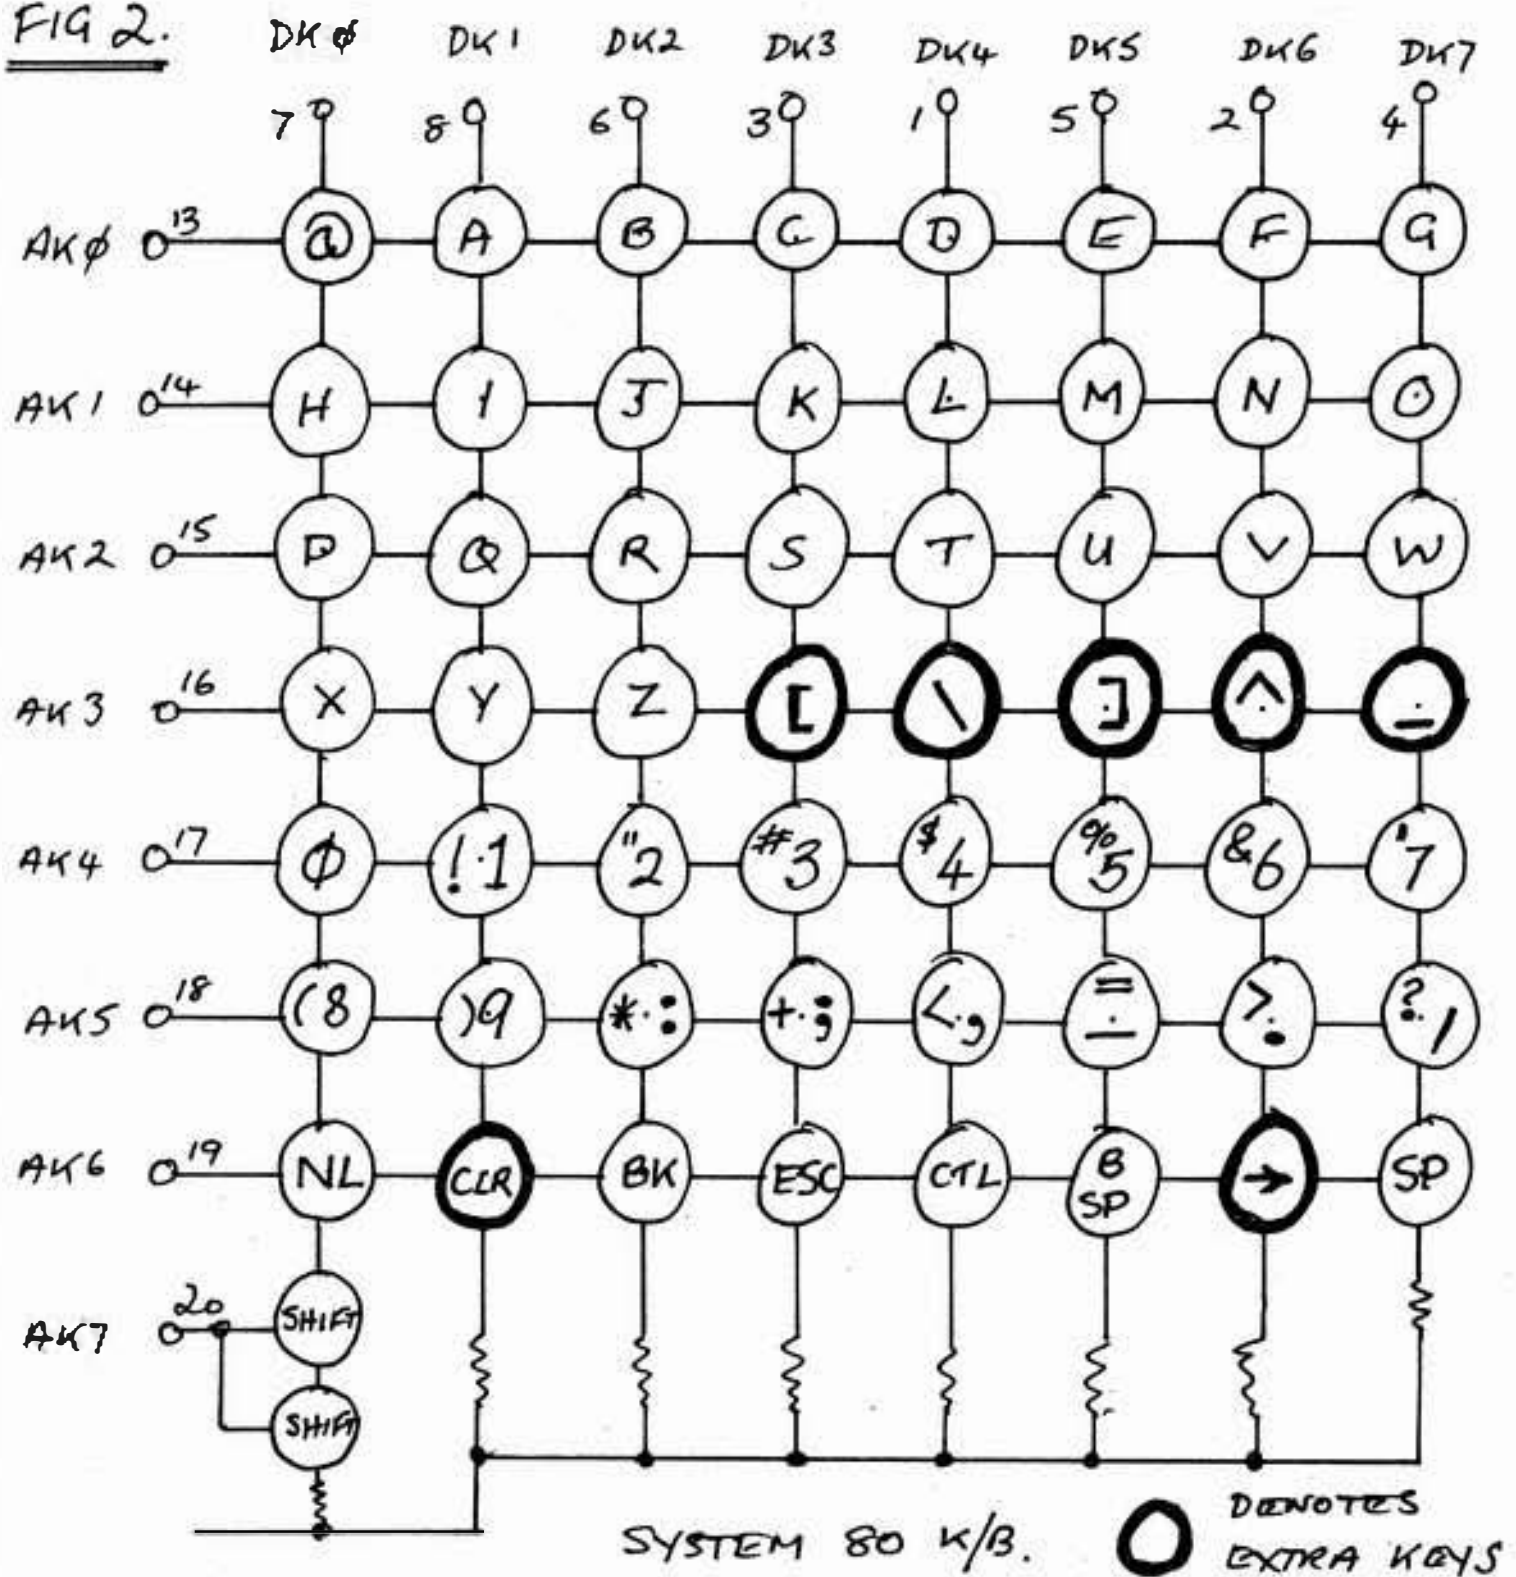 FIG 2. DKØ DK1 DK2 DK3 DK4 DK5 DK6 DK7
7 8 6 3 1 5 2 4
AKØ 13 @ A B C D E F G
AK1 14 H I J K L M N O
AK2 15 P Q R S T U V W
AK3 16 X Y Z [ \ ] ^ _
AK4 17 Ø !1 "2 #3 $4 %5 &6 '7
AK5 18 (8 )9 *: +; <, =- >. ?/
AK6 19 NL CLR BK ESC CTL B SP → SP
AK7 20 SHIFT
SHIFT
SYSTEM 80 K/B.
DENOTES
EXTRA KEYS